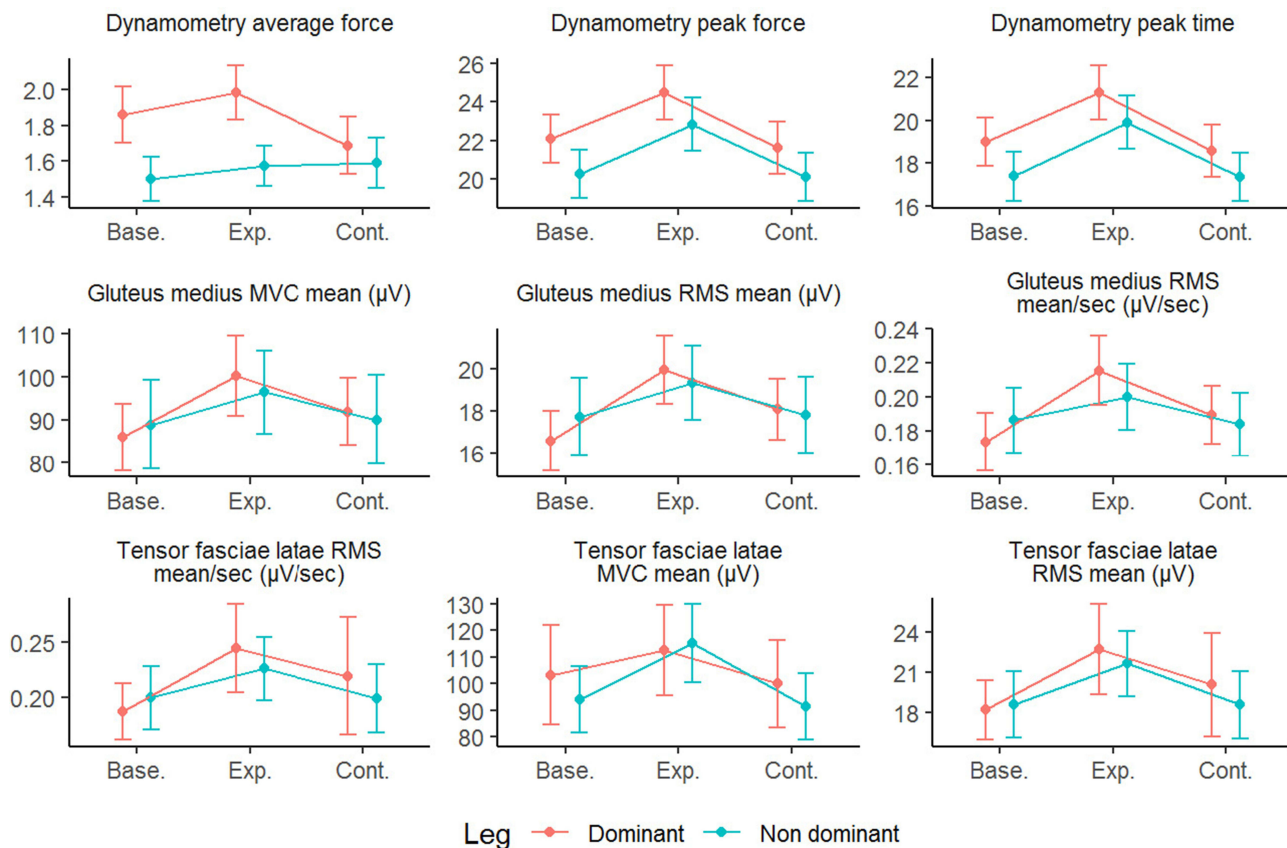 Dynamometry average force
Dynamometry peak force
Dynamometry peak time
2.0
1.8
1.6
1.4
26
24
22
20
22
20
18
16
Base. Exp. Cont.
Base. Exp. Cont.
Base. Exp. Cont.
Gluteus medius MVC mean (µV)
Gluteus medius RMS mean (µV)
Gluteus medius RMS
mean/sec (µV/sec)
110
100
90
80
20
18
16
0.24
0.22
0.20
0.18
0.16
Base. Exp. Cont.
Base. Exp. Cont.
Base. Exp. Cont.
Tensor fasciae latae RMS
mean/sec (µV/sec)
Tensor fasciae latae
MVC mean (µV)
Tensor fasciae latae
RMS mean (µV)
0.25
0.20
130
120
110
100
90
80
24
21
18
Base. Exp. Cont.
Base. Exp. Cont.
Base. Exp. Cont.
Leg Dominant Non dominant